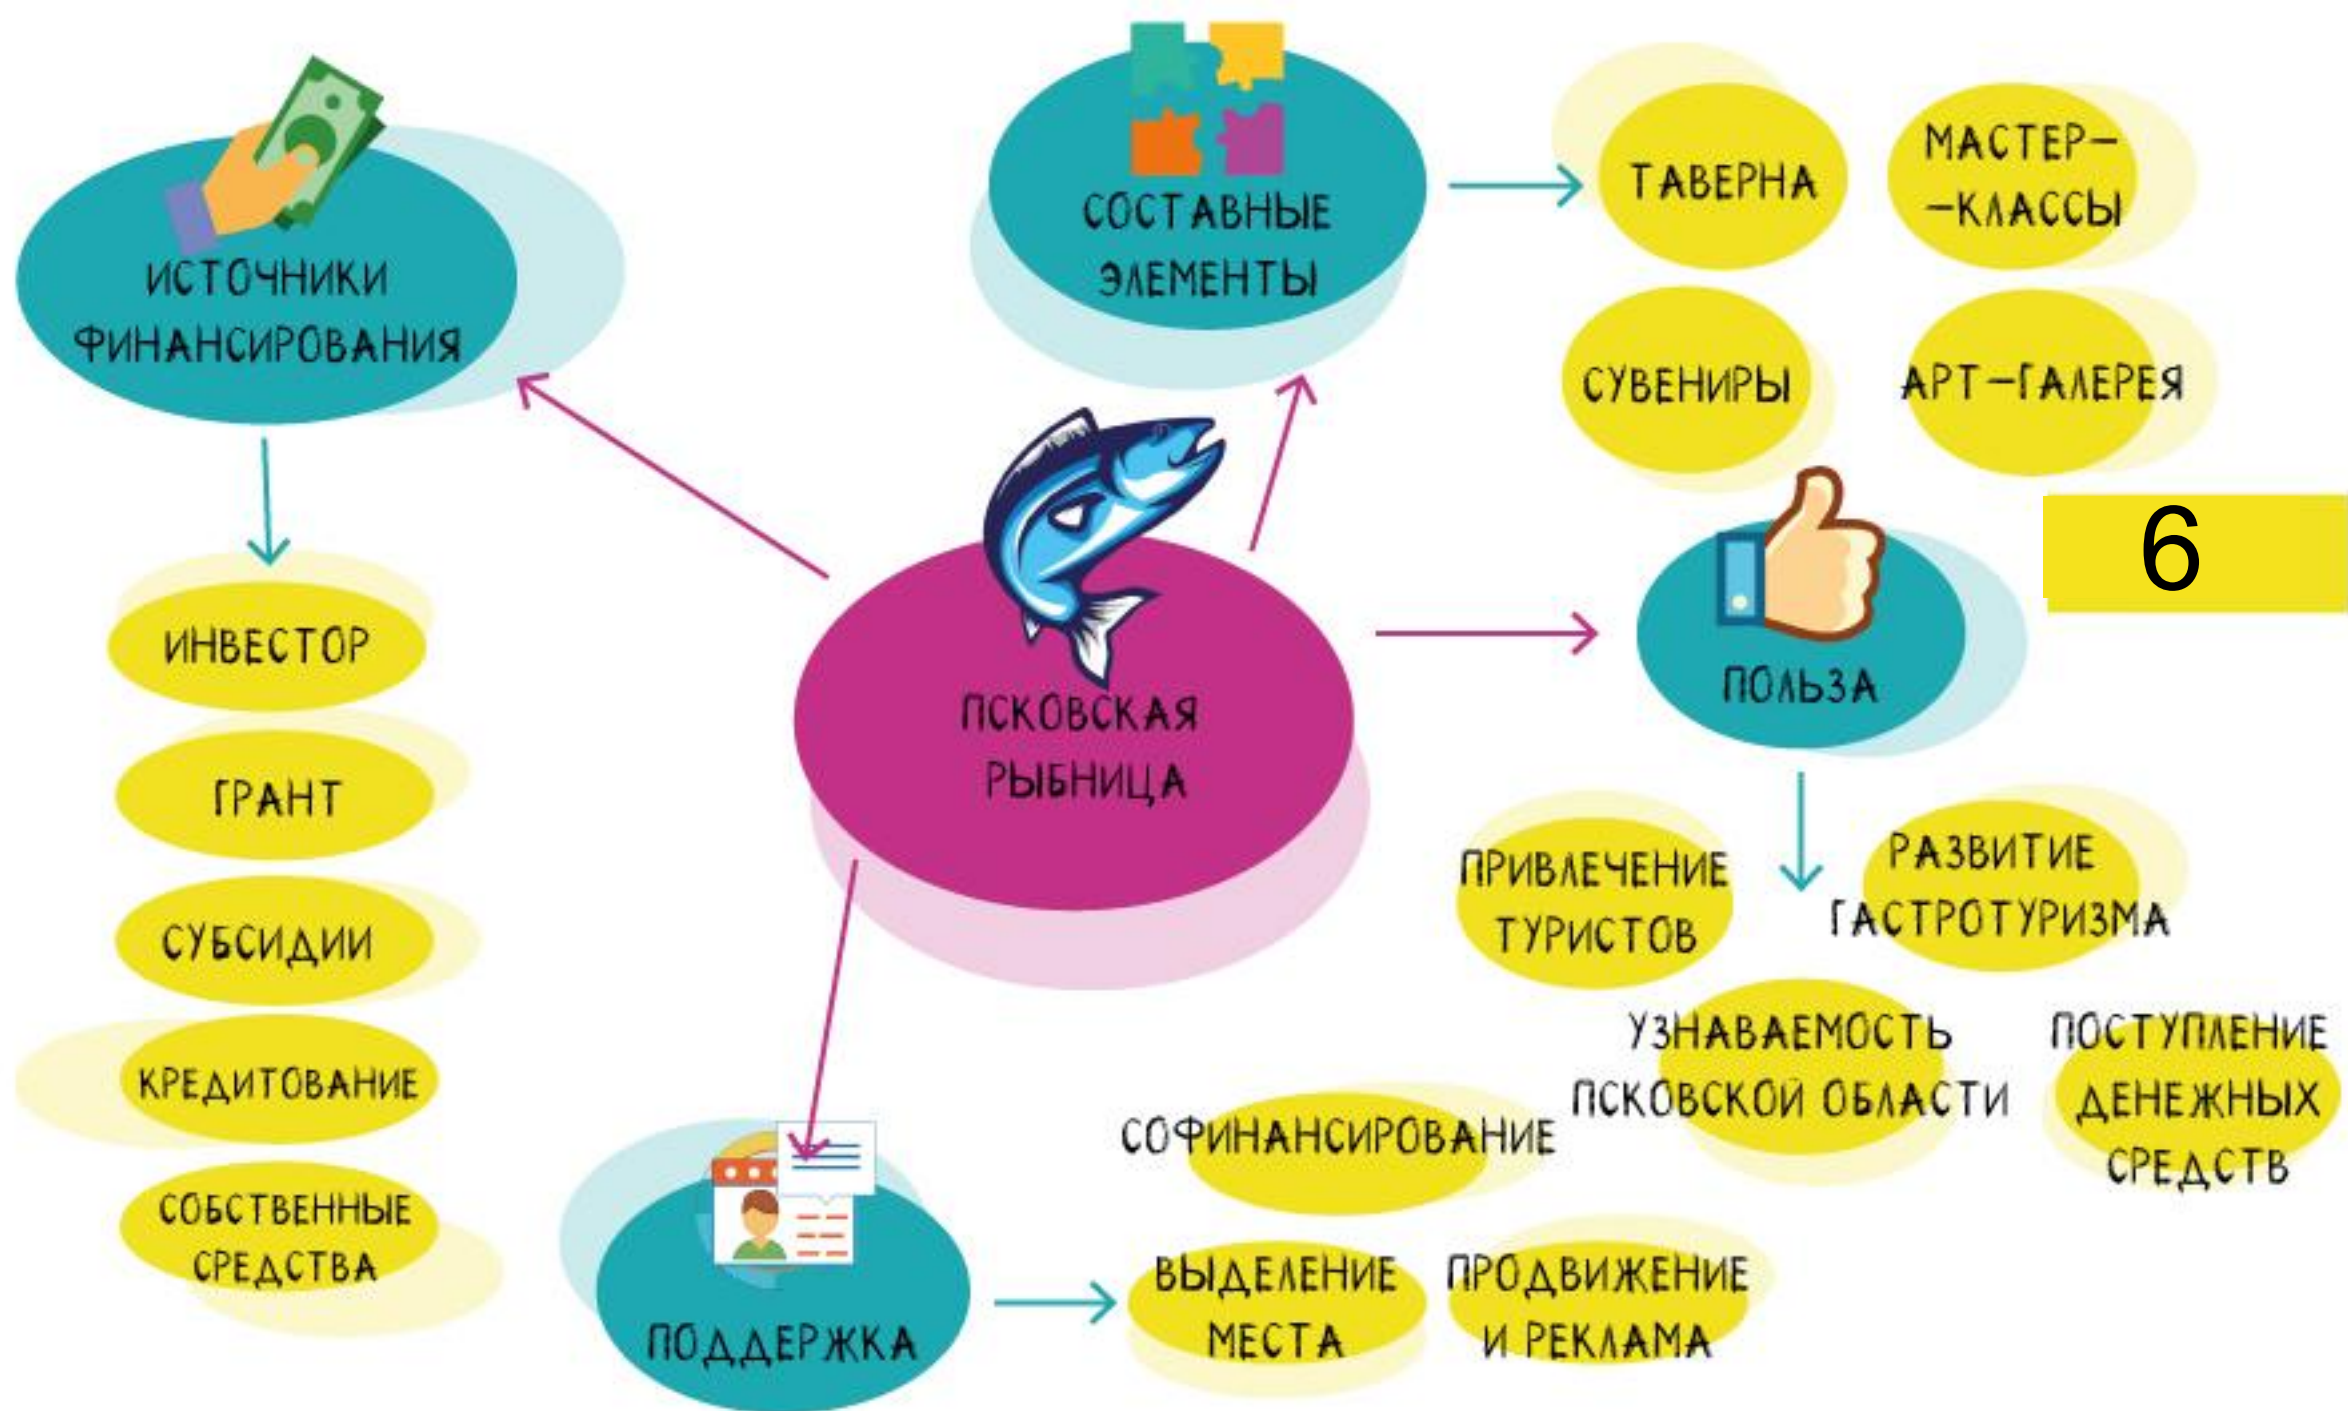 ИСТОЧНИКИ
ФИНАНСИРОВАНИЯ
ИНВЕСТОР
ГРАНТ
СУБСИДИИ
КРЕДИТОВАНИЕ
СОБСТВЕННЫЕ
СРЕДСТВА
СОСТАВНЫЕ
ЭЛЕМЕНТЫ
ТАВЕРНА
МАСТЕР-
-КЛАССЫ
СУВЕНИРЫ
АРТ-ГАЛЕРЕЯ
6
ПСКОВСКАЯ
РЫБНИЦА
ПОЛЬЗА
ПРИВЛЕЧЕНИЕ
ТУРИСТОВ
РАЗВИТИЕ
ГАСТРОТУРИЗМА
УЗНАВАЕМОСТЬ
ПСКОВСКОЙ ОБЛАСТИ
ПОСТУПЛЕНИЕ
ДЕНЕЖНЫХ
СРЕДСТВ
ПОДДЕРЖКА
СОФИНАНСИРОВАНИЕ
ВЫДЕЛЕНИЕ
МЕСТА
ПРОДВИЖЕНИЕ
И РЕКЛАМА